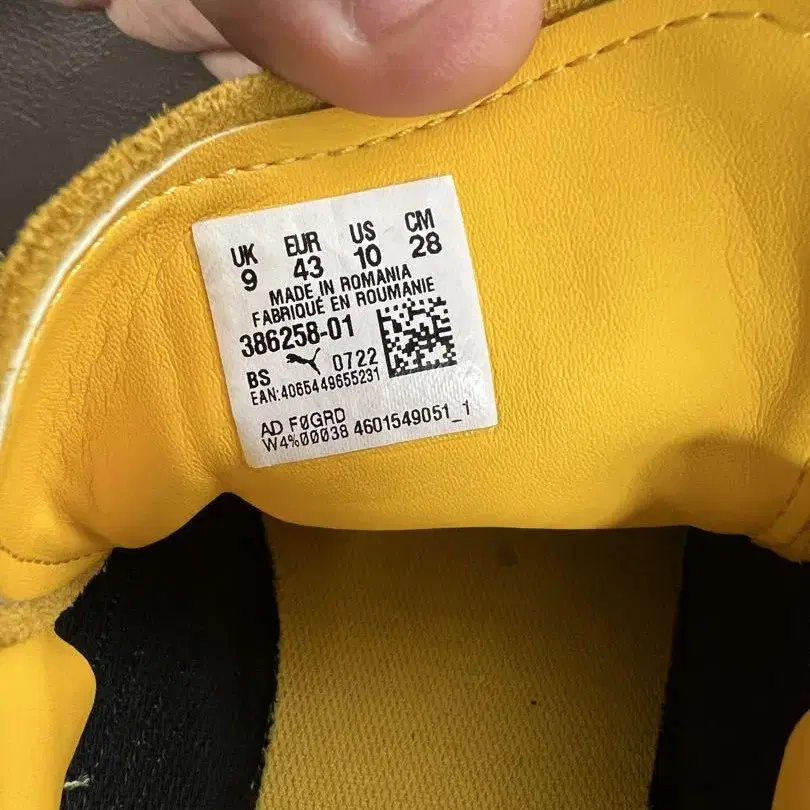 UK EUR US CM
9 43 10 28
MADE IN ROMANIA
FABRIQUÉ EN ROUMANIE
386258-01
BS 0722
EAN:4065449655231
AD FØGRD
W4%00038 4601549051_1